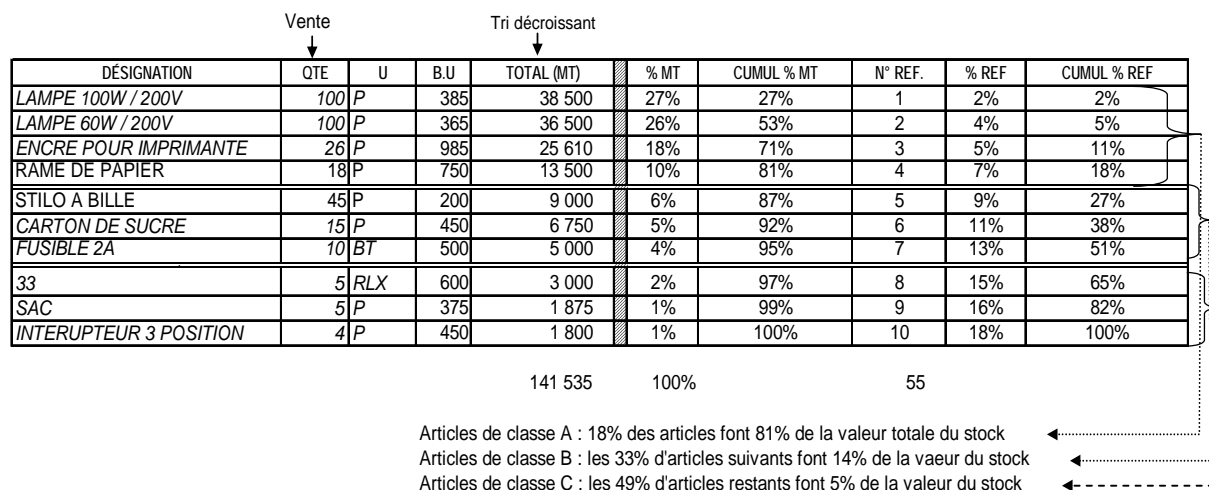 Vente Tri décroissant
DÉSIGNATION QTE U B.U TOTAL (MT) % MT CUMUL % MT N° REF. % REF CUMUL % REF
LAMPE 100W / 200V 100 P 385 38 500 27% 27% 1 2% 2%
LAMPE 60W / 200V 100 P 365 36 500 26% 53% 2 4% 5%
ENCRE POUR IMPRIMANTE 26 P 985 25 610 18% 71% 3 5% 11%
RAME DE PAPIER 18 P 750 13 500 10% 81% 4 7% 18%
STILO A BILLE 45 P 200 9 000 6% 87% 5 9% 27%
CARTON DE SUCRE 15 P 450 6 750 5% 92% 6 11% 38%
FUSIBLE 2A 10 BT 500 5 000 4% 95% 7 13% 51%
33 5 RLX 600 3 000 2% 97% 8 15% 65%
SAC 5 P 375 1 875 1% 99% 9 16% 82%
INTERUPTEUR 3 POSITION 4 P 450 1 800 1% 100% 10 18% 100%
141 535 100% 55
Articles de classe A : 18% des articles font 81% de la valeur totale du stock
Articles de classe B : les 33% d'articles suivants font 14% de la vaeur du stock
Articles de classe C : les 49% d'articles restants font 5% de la valeur du stock